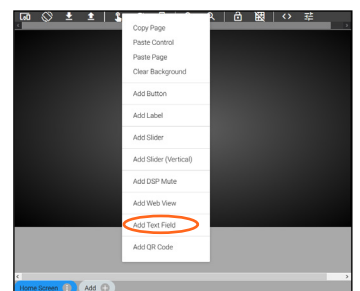 Copy Page
Paste Control
Paste Page
Clear Background
Add Button
Add Label
Add Slider
Add Slider (Vertical)
Add DSP Mute
Add Web View
Add Text Field
Add QR Code
Home Screen
Add